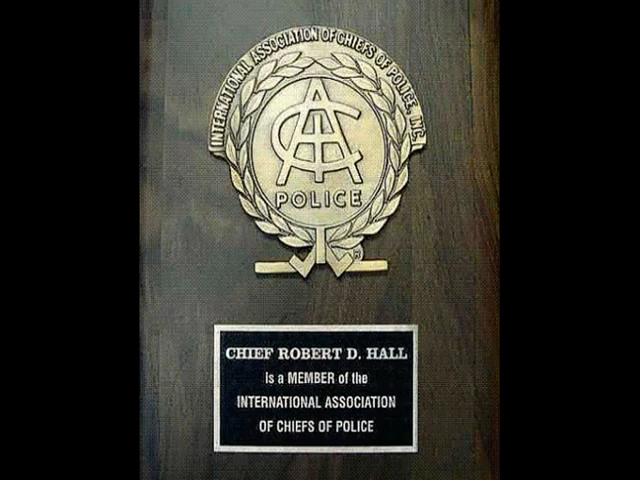 INTERNATIONAL ASSOCIATION OF CHIEFS OF POLICE, INC.
POLICE
®
CHIEF ROBERT D. HALL
is a MEMBER of the
INTERNATIONAL ASSOCIATION
OF CHIEFS OF POLICE